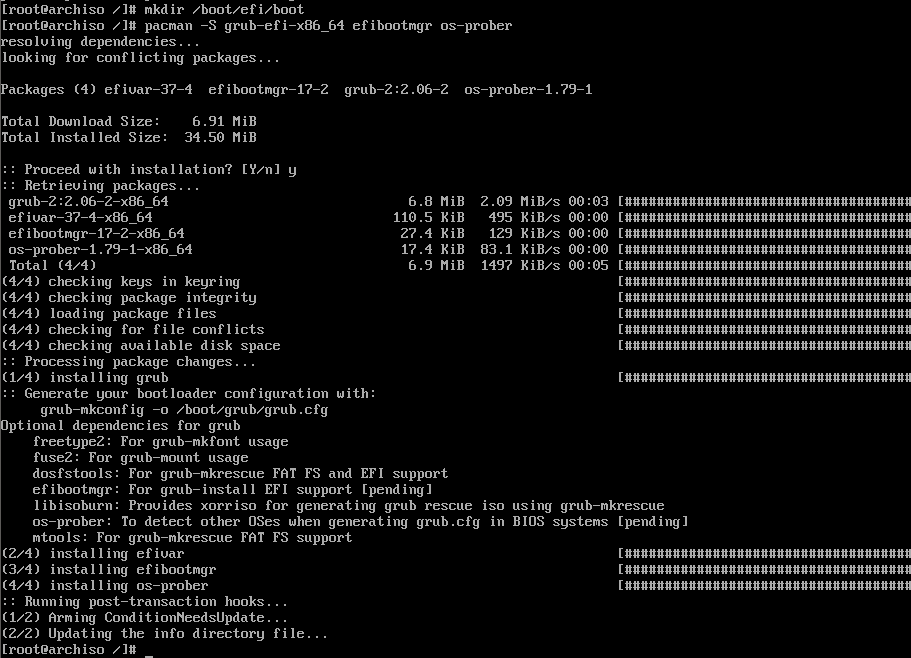 [root@archiso /]# mkdir /boot/efi/boot
[root@archiso /]# pacman -S grub-efi-x86_64 efibootmgr os-prober
resolving dependencies...
looking for conflicting packages...
Packages (4) efivar-37-4  efibootmgr-17-2  grub-2:2.06-2  os-prober-1.79-1
Total Download Size:    6.91 MiB
Total Installed Size:  34.50 MiB
:: Proceed with installation? [Y/n] y
:: Retrieving packages...
grub-2:2.06-2-x86_64 6.8 MiB 2.09 MiB/s 00:03 [####################################
efivar-37-4-x86_64 110.5 KiB 495 KiB/s 00:00 [####################################
efibootmgr-17-2-x86_64 27.4 KiB 129 KiB/s 00:00 [####################################
os-prober-1.79-1-x86_64 17.4 KiB 83.1 KiB/s 00:00 [####################################
Total (4/4) 6.9 MiB 1497 KiB/s 00:05 [####################################
(4/4) checking keys in keyring [####################################
(4/4) checking package integrity [####################################
(4/4) loading package files [####################################
(4/4) checking for file conflicts [####################################
(4/4) checking available disk space [####################################
:: Processing package changes...
(1/4) installing grub [####################################
:: Generate your bootloader configuration with:
grub-mkconfig -o /boot/grub/grub.cfg
Optional dependencies for grub
freetype2: For grub-mkfont usage
fuse2: For grub-mount usage
dosfstools: For grub-mkrescue FAT FS and EFI support
efibootmgr: For grub-install EFI support [pending]
libisoburn: Provides xorriso for generating grub rescue iso using grub-mkrescue
os-prober: To detect other OSes when generating grub.cfg in BIOS systems [pending]
mtools: For grub-mkrescue FAT FS support
(2/4) installing efivar [####################################
(3/4) installing efibootmgr [####################################
(4/4) installing os-prober [####################################
:: Running post-transaction hooks...
(1/2) Arming ConditionNeedsUpdate...
(2/2) Updating the info directory file...
[root@archiso /]# _